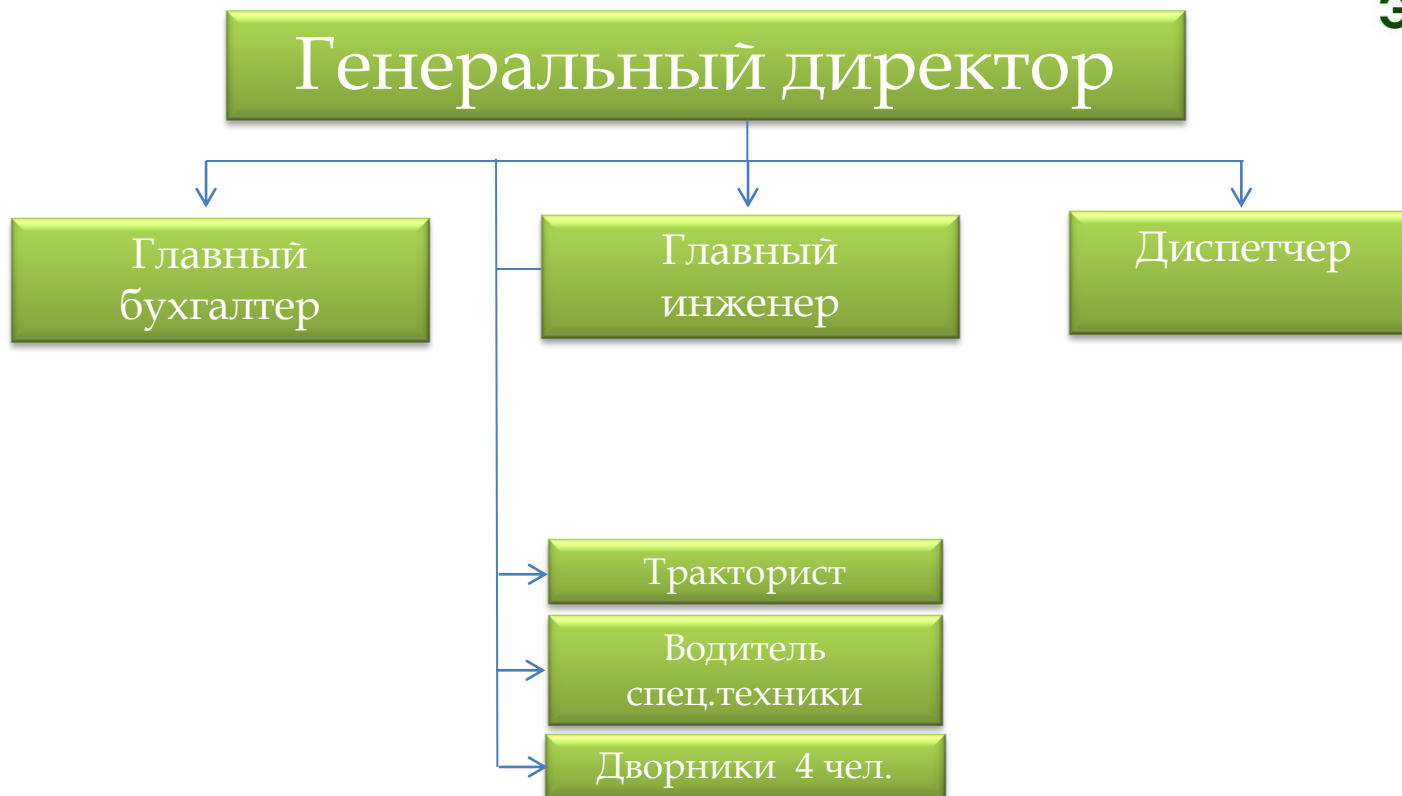 Генеральный директор
Главный
бухгалтер
Главный
инженер
Диспетчер
Тракторист
Водитель
спец.техники
Дворники 4 чел.